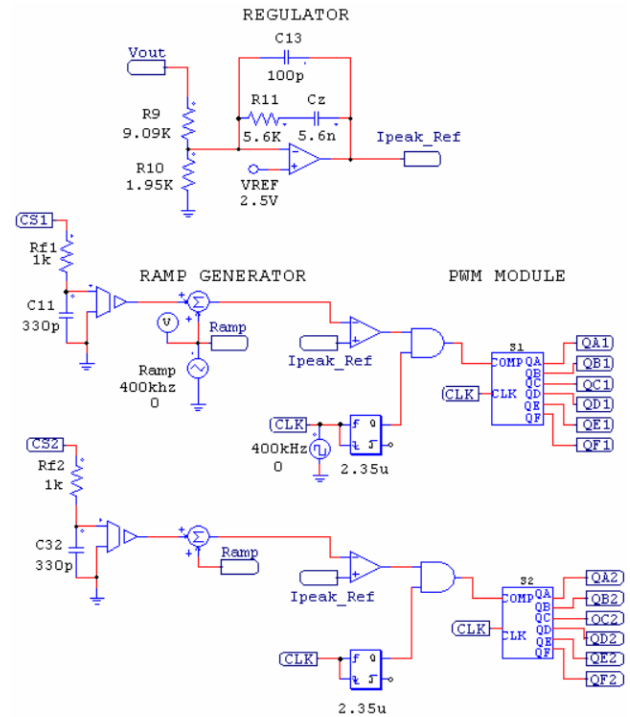 REGULATOR
C13
100p
Vout
R11
Cz
5.6K
5.6n
R9
9.09K
R10
1.95K
-
+
VREF
2.5V
Ipeak_Ref
CS1
Rf1
1k
C11
330p
RAMP GENERATOR
PWM MODULE
+
Σ
+
V
Ramp
Ramp
400khz
0
-
+
Ipeak_Ref
CLK
400kHz
0
Q
2.35u
S1
COMP
CLK
QA
QB
QC
QD
QE
QF
CLK
QA1
QB1
QC1
QD1
QE1
QF1
CS2
Rf2
1k
C32
330p
+
Σ
+
Ramp
-
+
Ipeak_Ref
CLK
Q
2.35u
S2
COMP
CLK
QA
QB
QC
QD
QE
QF
CLK
QA2
QB2
QC2
QD2
QE2
QF2